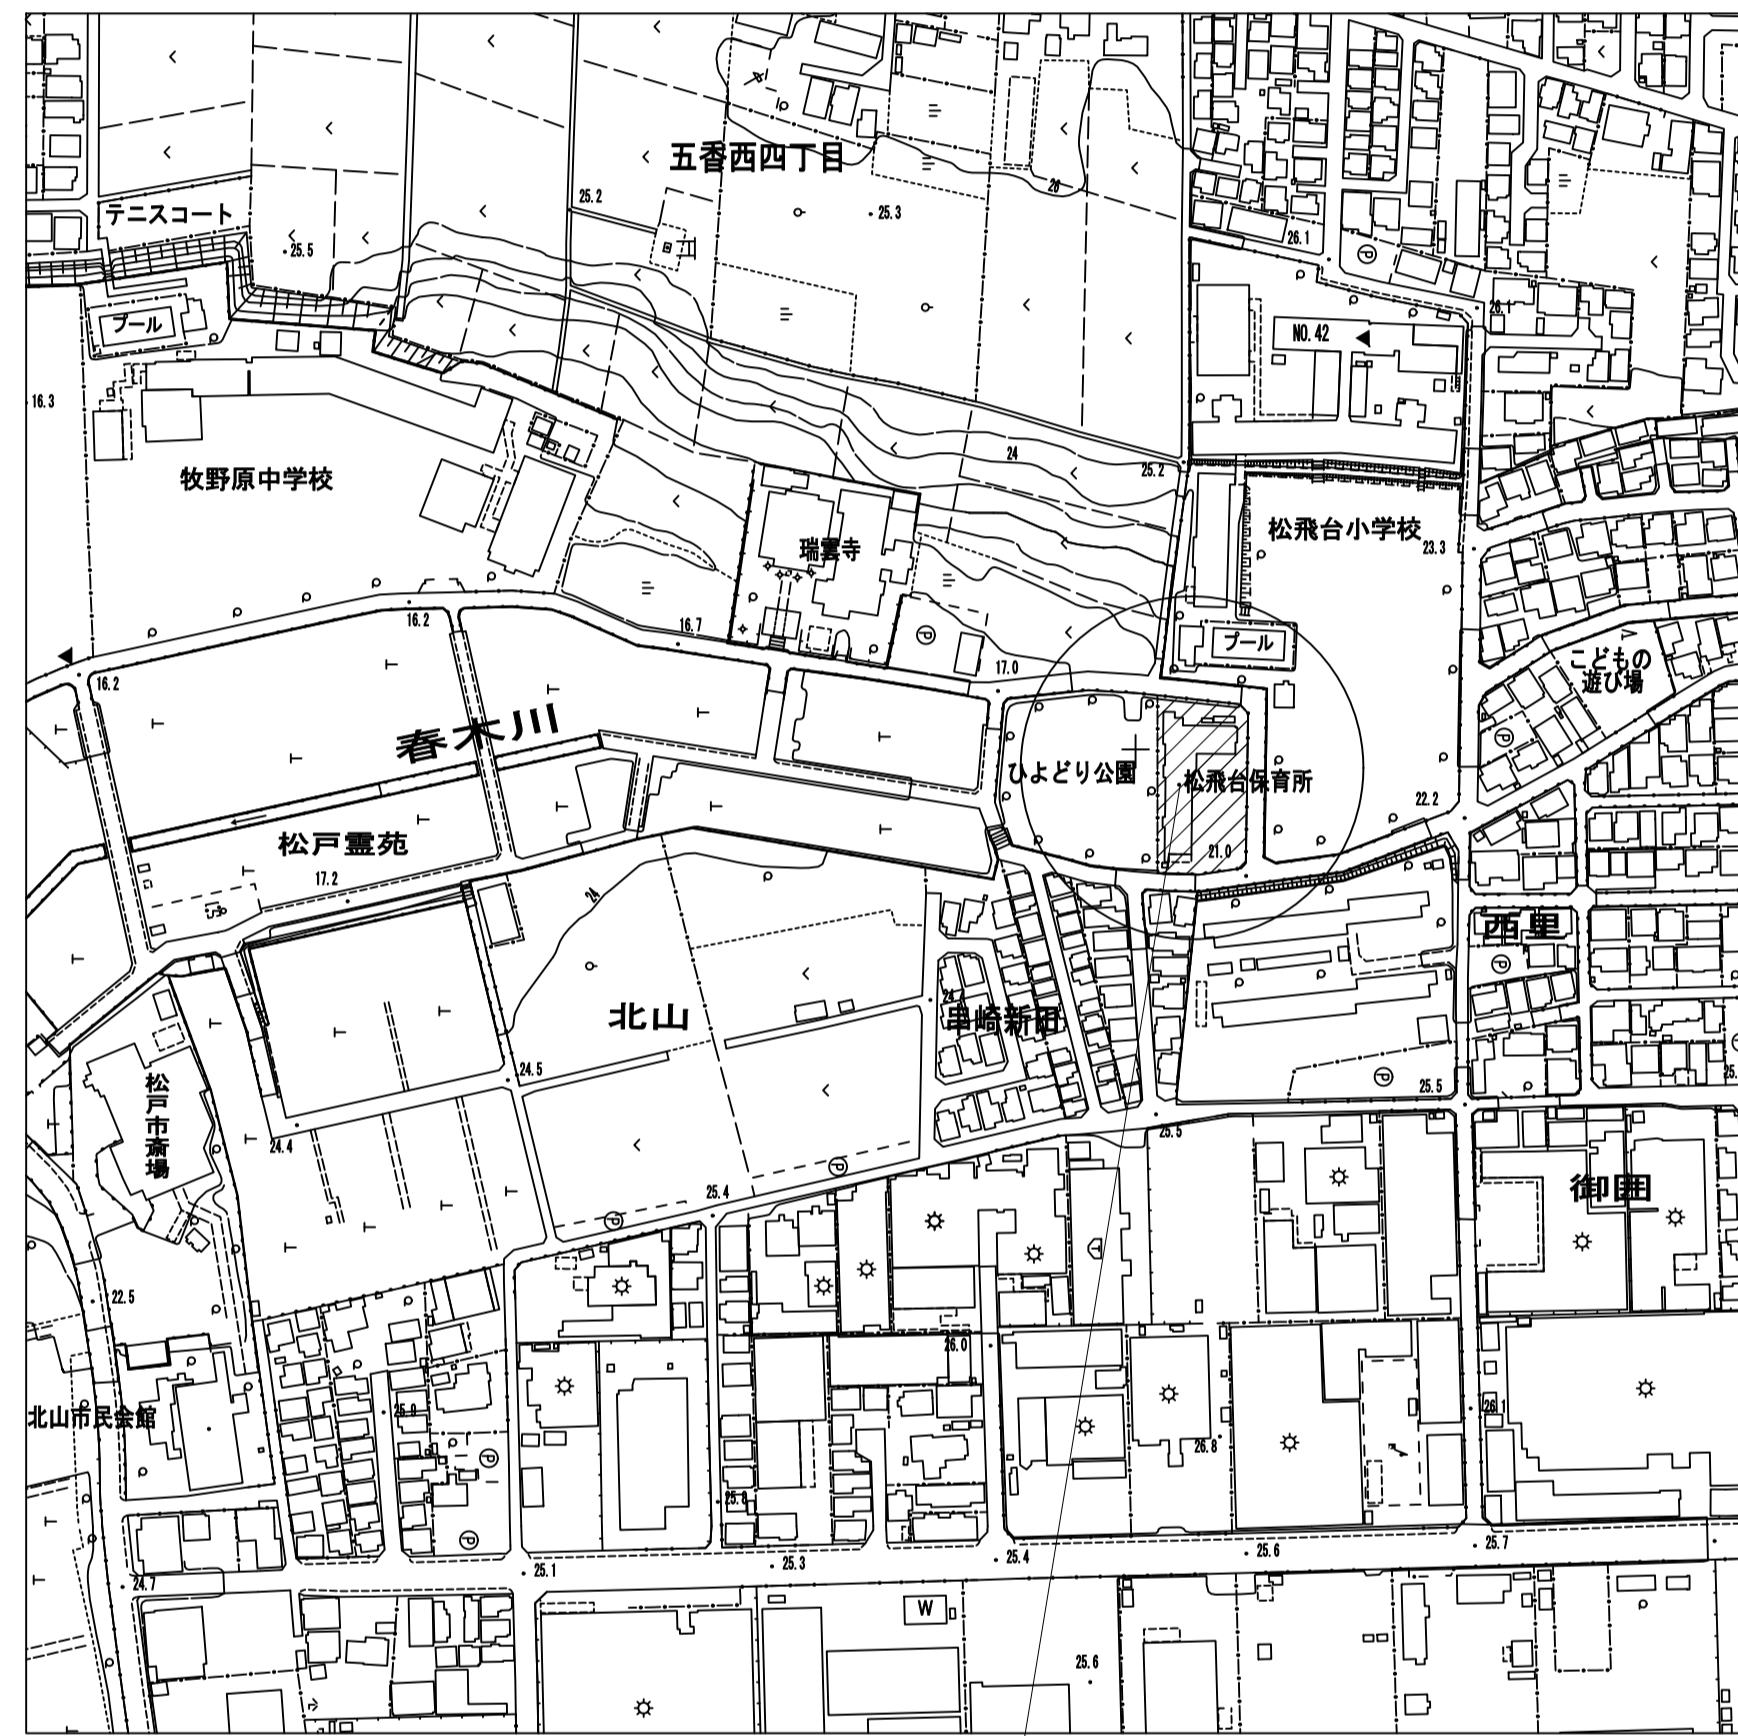 五香西四丁目
25.2
26
25.3
テニスコート
25.5
26.1
プール
NO.42
26.1
16.3
24
25.2
牧野原中学校
瑞雲寺
松飛台小学校
23.3
16.2
16.7
プール
こどもの
遊び場
17.0
16.2
春木川
ひよどり公園
松飛台保育所
22.2
松戸霊苑
21.0
17.2
24
西里
北山
串崎新田
24.5
25.5
松戸市斎場
24.4
25.5
25.4
御囲
22.5
26.0
北山市民会館
26.1
26.8
25.8
25.1
25.3
25.4
25.6
25.7
24.7
W
25.6